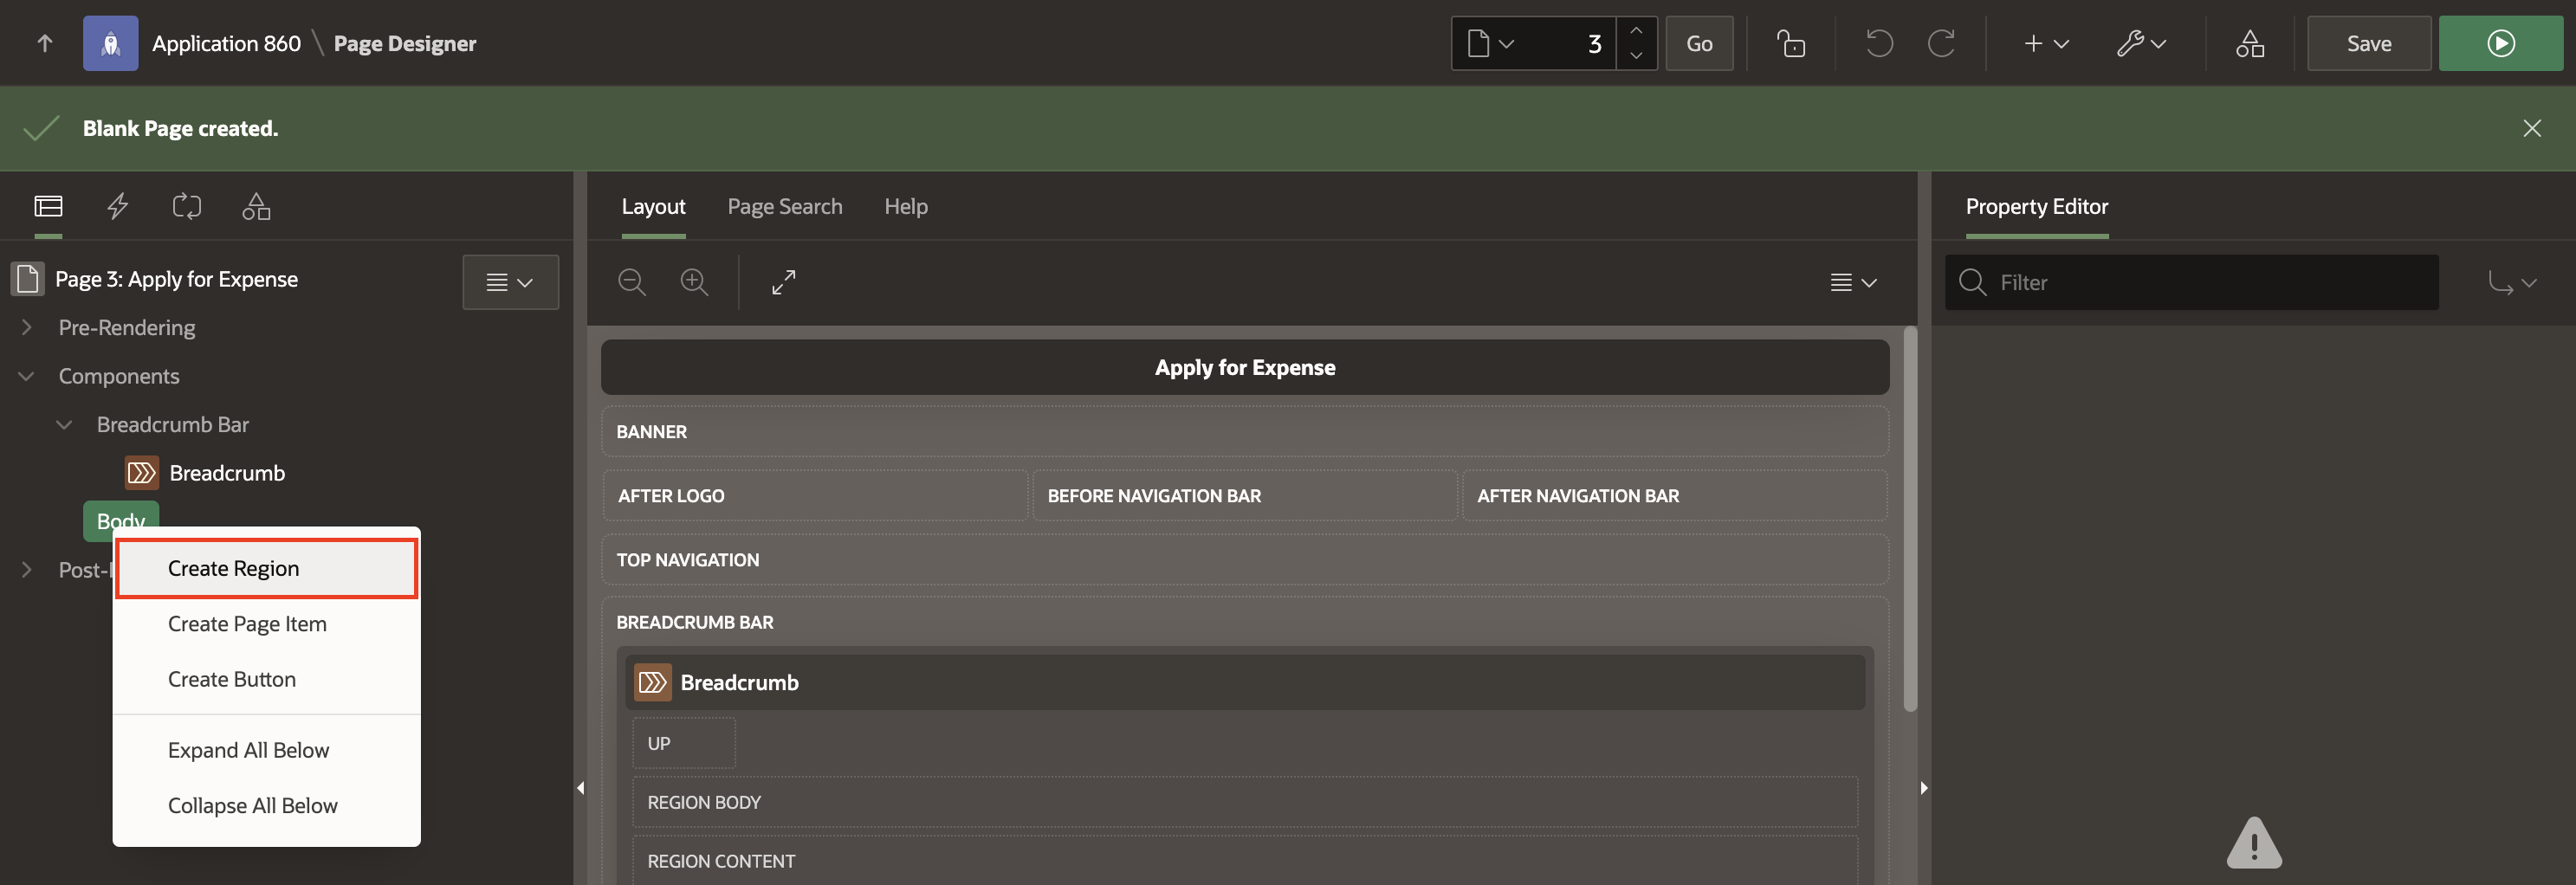 Application 860 \ Page Designer
3
Go
Save
Blank Page created.
Layout
Page Search
Help
Property Editor
Page 3: Apply for Expense
Filter
Pre-Rendering
Components
Breadcrumb Bar
Breadcrumb
Body
Post-
Create Region
Create Page Item
Create Button
Expand All Below
Collapse All Below
Apply for Expense
BANNER
AFTER LOGO
BEFORE NAVIGATION BAR
AFTER NAVIGATION BAR
TOP NAVIGATION
BREADCRUMB BAR
Breadcrumb
UP
REGION BODY
REGION CONTENT